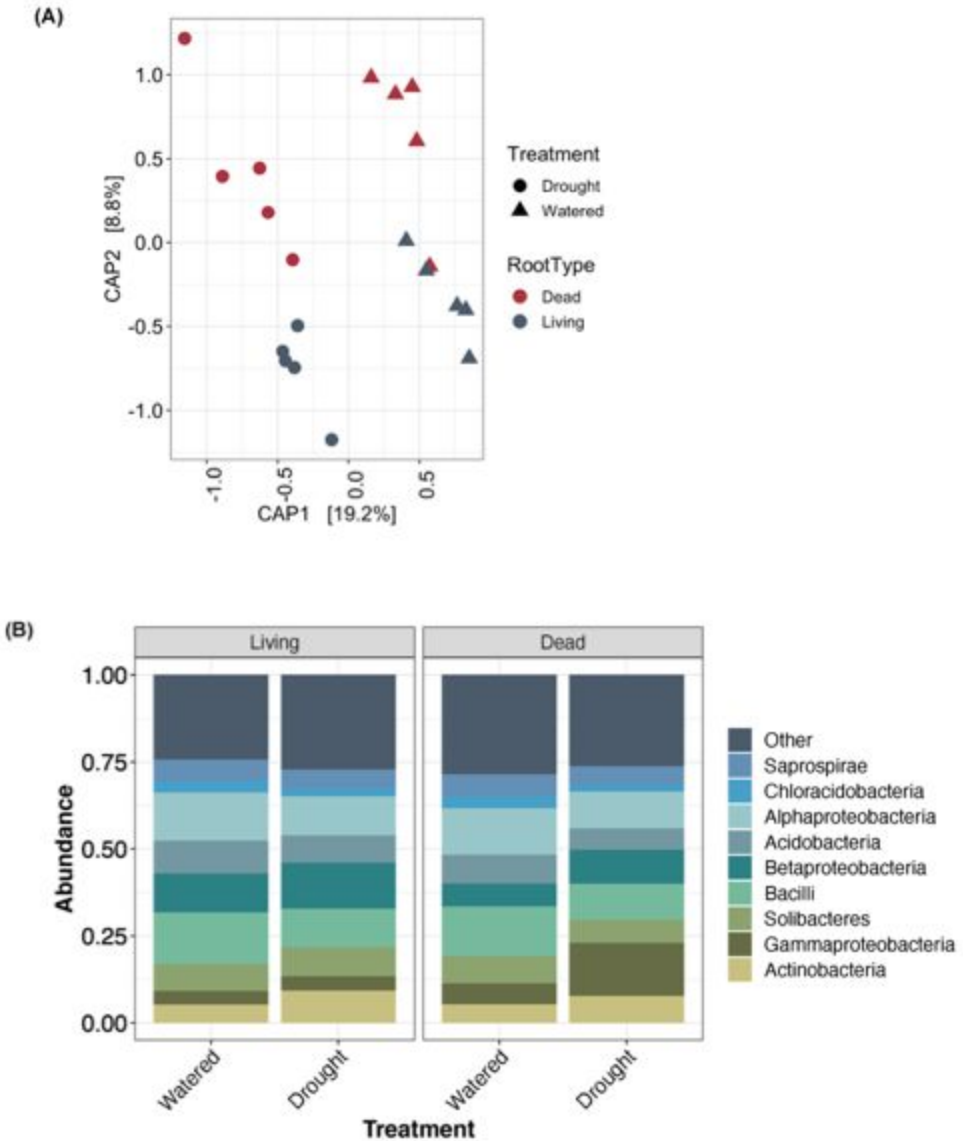 (A)
1.0
0.5
0.0
-0.5
-1.0
CAP2 [8.8%]
-1.0
-0.5
0.0
0.5
CAP1 [19.2%]
Treatment
Drought
Watered
RootType
Dead
Living
(B)
Living
Dead
1.00
0.75
0.50
0.25
0.00
Abundance
Watered
Drought
Watered
Drought
Treatment
Other
Saprospirae
Chloracidobacteria
Alphaproteobacteria
Acidobacteria
Betaproteobacteria
Bacilli
Solibacteres
Gammaproteobacteria
Actinobacteria